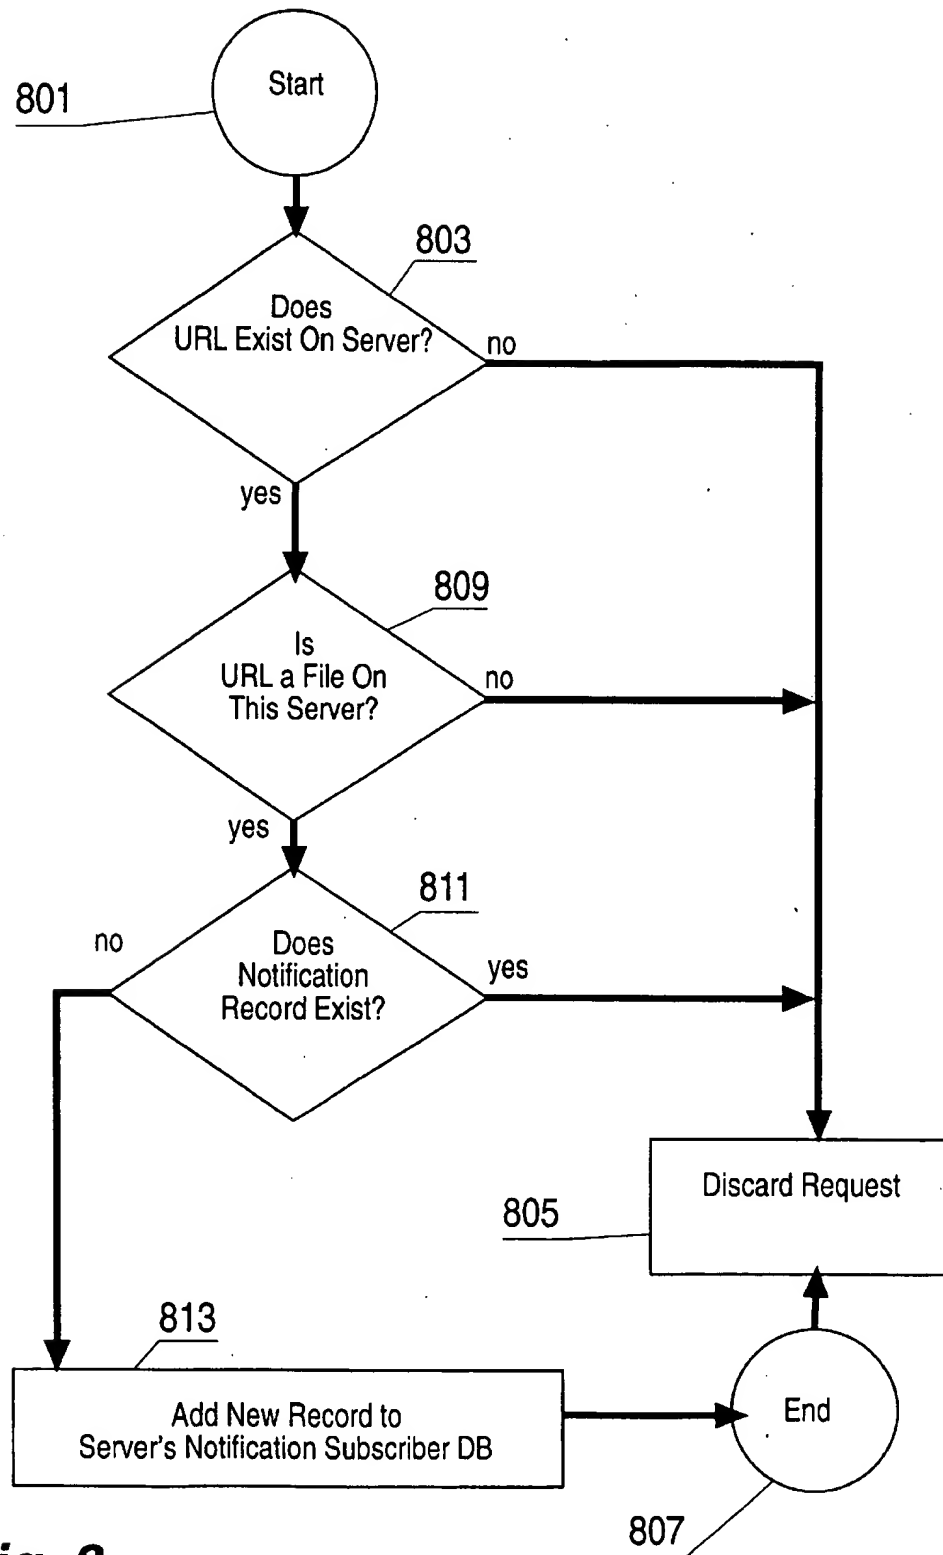 Start
801
803
Does
URL Exist On Server?
no
yes
809
Is
URL a File On
This Server?
no
yes
811
no
Does
Notification
Record Exist?
yes
Discard Request
805
813
Add New Record to
Server's Notification Subscriber DB
End
807